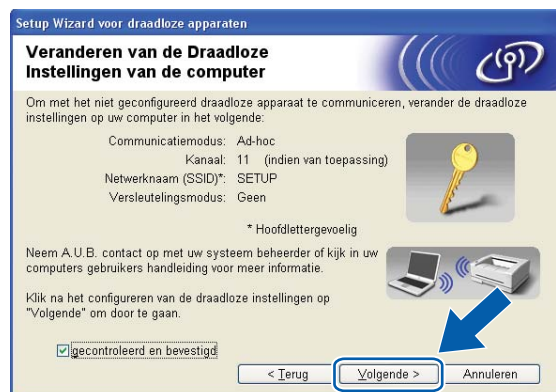 Setup Wizard voor draadloze apparaten
Veranderen van de Draadloze
Instellingen van de computer
Om met het niet geconfigureerd draadloze apparaat te communiceren, verander de draadloze
instellingen op uw computer in het volgende:
Communicatiemodus: Ad-hoc
Kanaal: 11 (indien van toepassing)
Netwerknaam (SSID)*: SETUP
Versleutelingsmodus: Geen
* Hoofdlettergevoelig
Neem A.U.B. contact op met uw systeem beheerder of kijk in uw
computers gebruikers handleiding voor meer informatie.
Klik na het configureren van de draadloze instellingen op
"Volgende" om door te gaan.
gecontroleerd en bevestigd
< Terug Volgende > Annuleren